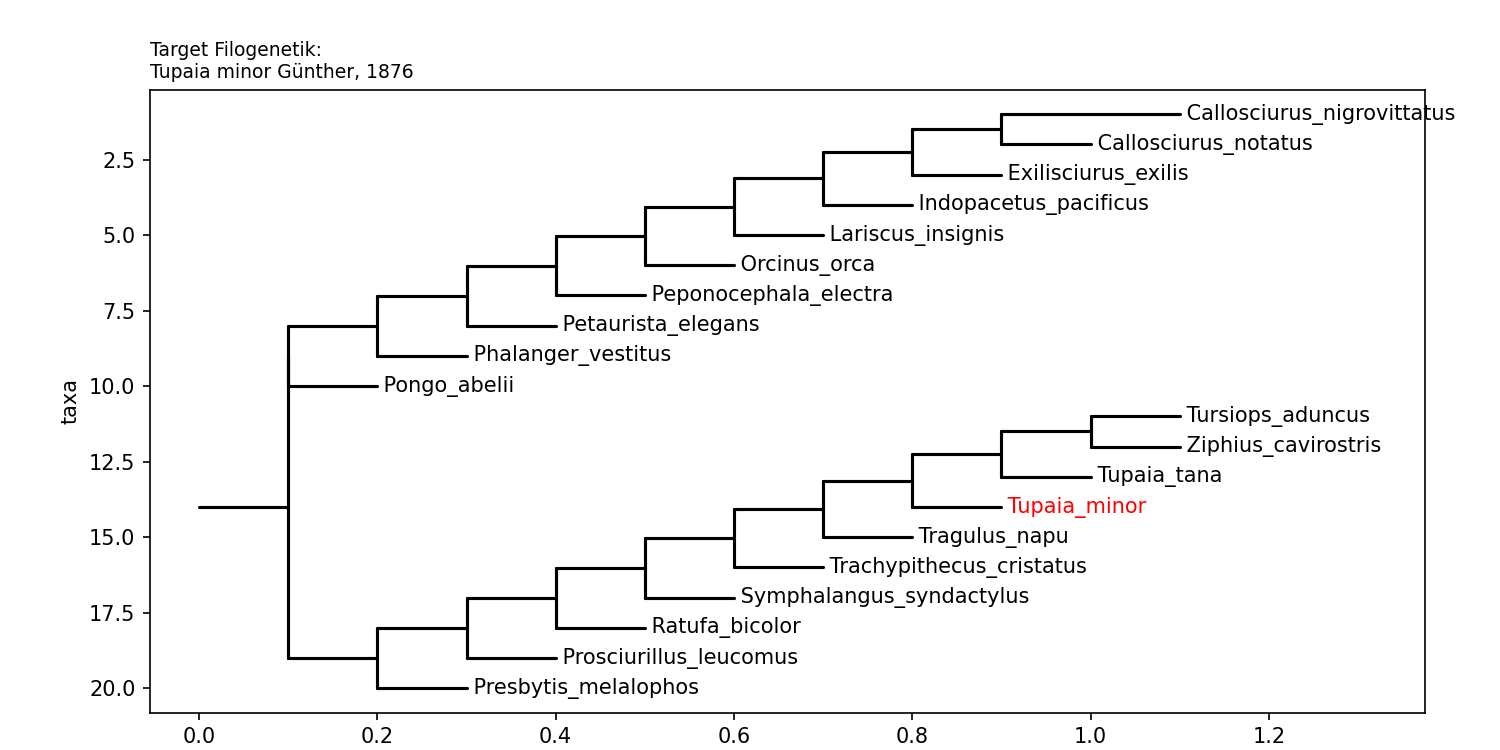 Target Filogenetik:
Tupaia minor Günther, 1876
Callosciurus_nigrovittatus
Callosciurus_notatus
2.5
Exilisciurus_exilis
Indopacetus_pacificus
5.0
Lariscus_insignis
Orcinus_orca
Peponocephala_electra
7.5
Petaurista_elegans
Phalanger_vestitus
10.0
Pongo_abelii
taxa
Tursiops_aduncus
Ziphius_cavirostris
12.5
Tupaia_tana
Tupaia_minor
15.0
Tragulus_napu
Trachypithecus_cristatus
Symphalangus_syndactylus
17.5
Ratufa_bicolor
Prosciurillus_leucomus
20.0
Presbytis_melalophos
0.0 0.2 0.4 0.6 0.8 1.0 1.2